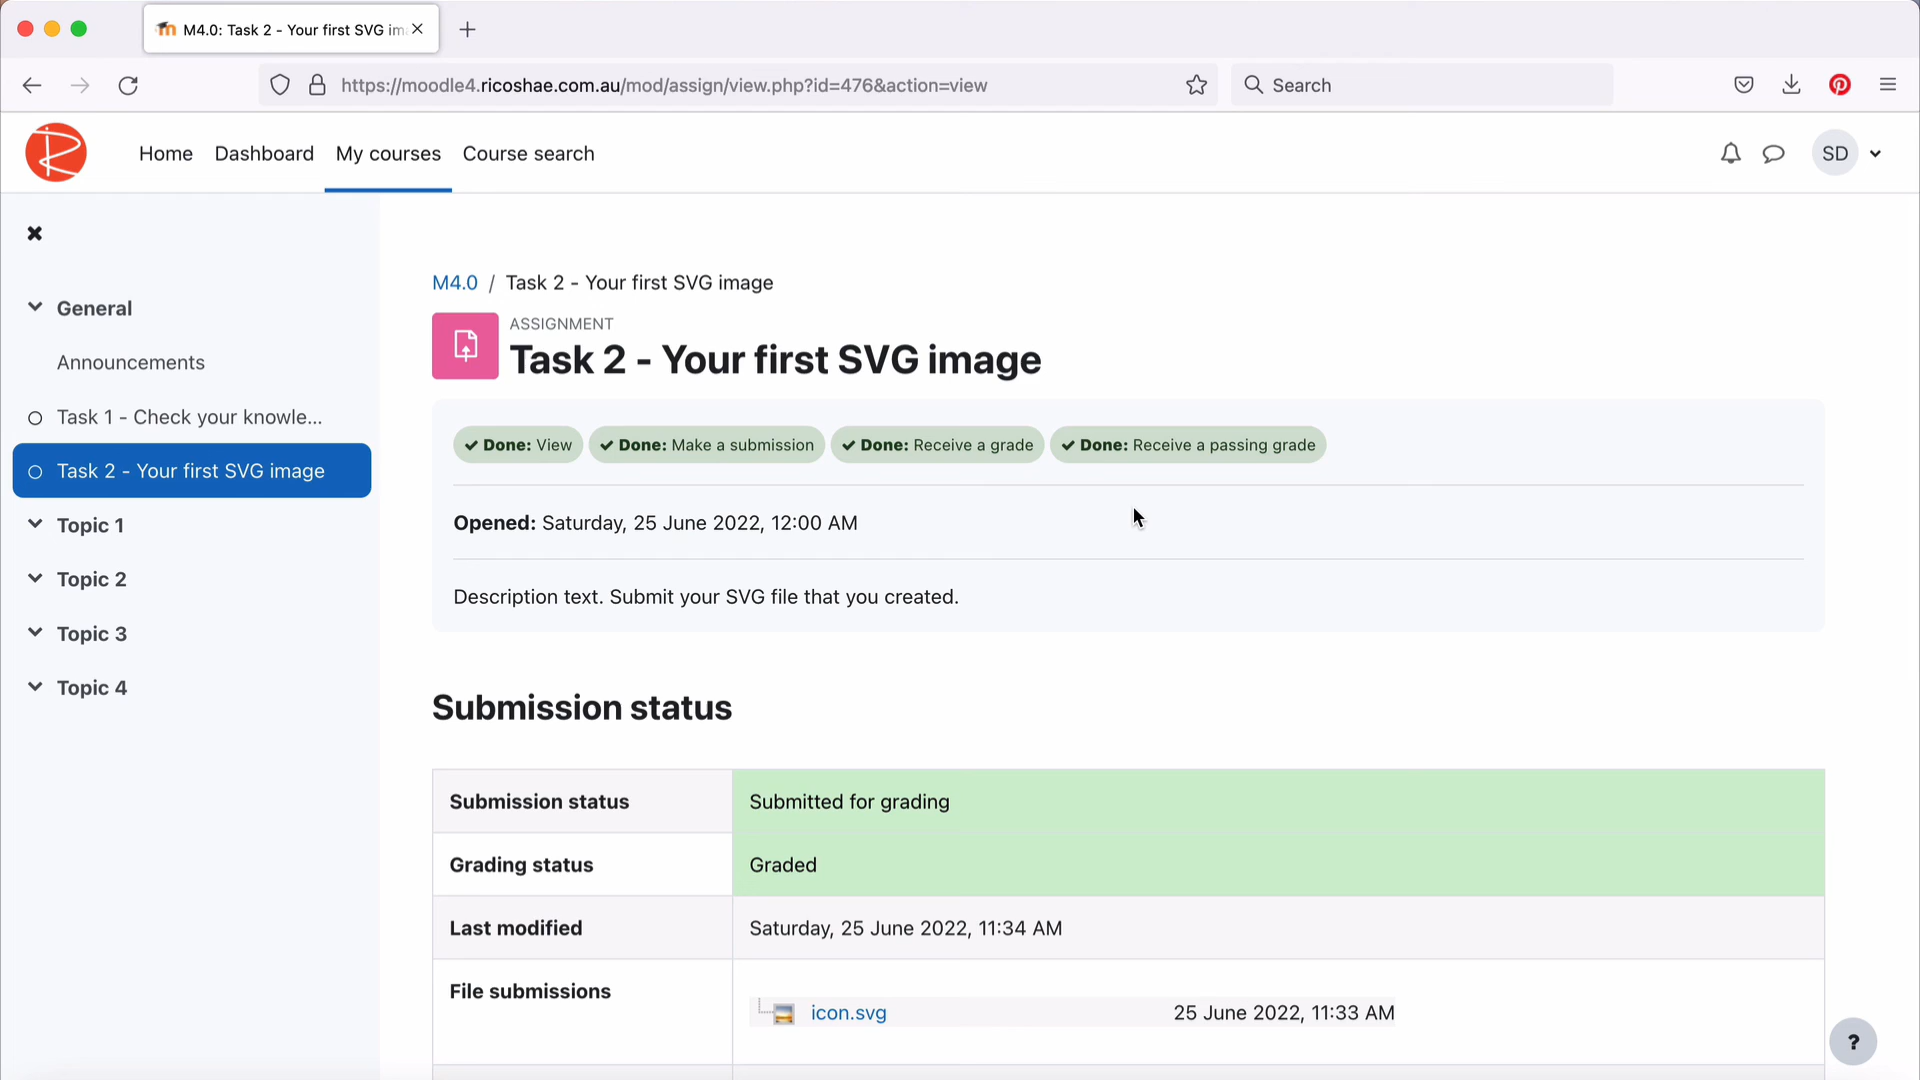 M4.0: Task 2 - Your first SVG im
https://moodle4.ricoshae.com.au/mod/assign/view.php?id=476&action=view
Search
Home Dashboard My courses Course search
SD
General
Announcements
Task 1 - Check your knowle...
Task 2 - Your first SVG image
Topic 1
Topic 2
Topic 3
Topic 4
M4.0 / Task 2 - Your first SVG image
ASSIGNMENT
Task 2 - Your first SVG image
Done: View Done: Make a submission Done: Receive a grade Done: Receive a passing grade
Opened: Saturday, 25 June 2022, 12:00 AM
Description text. Submit your SVG file that you created.
Submission status
Submission status Submitted for grading
Grading status Graded
Last modified Saturday, 25 June 2022, 11:34 AM
File submissions
icon.svg 25 June 2022, 11:33 AM
?